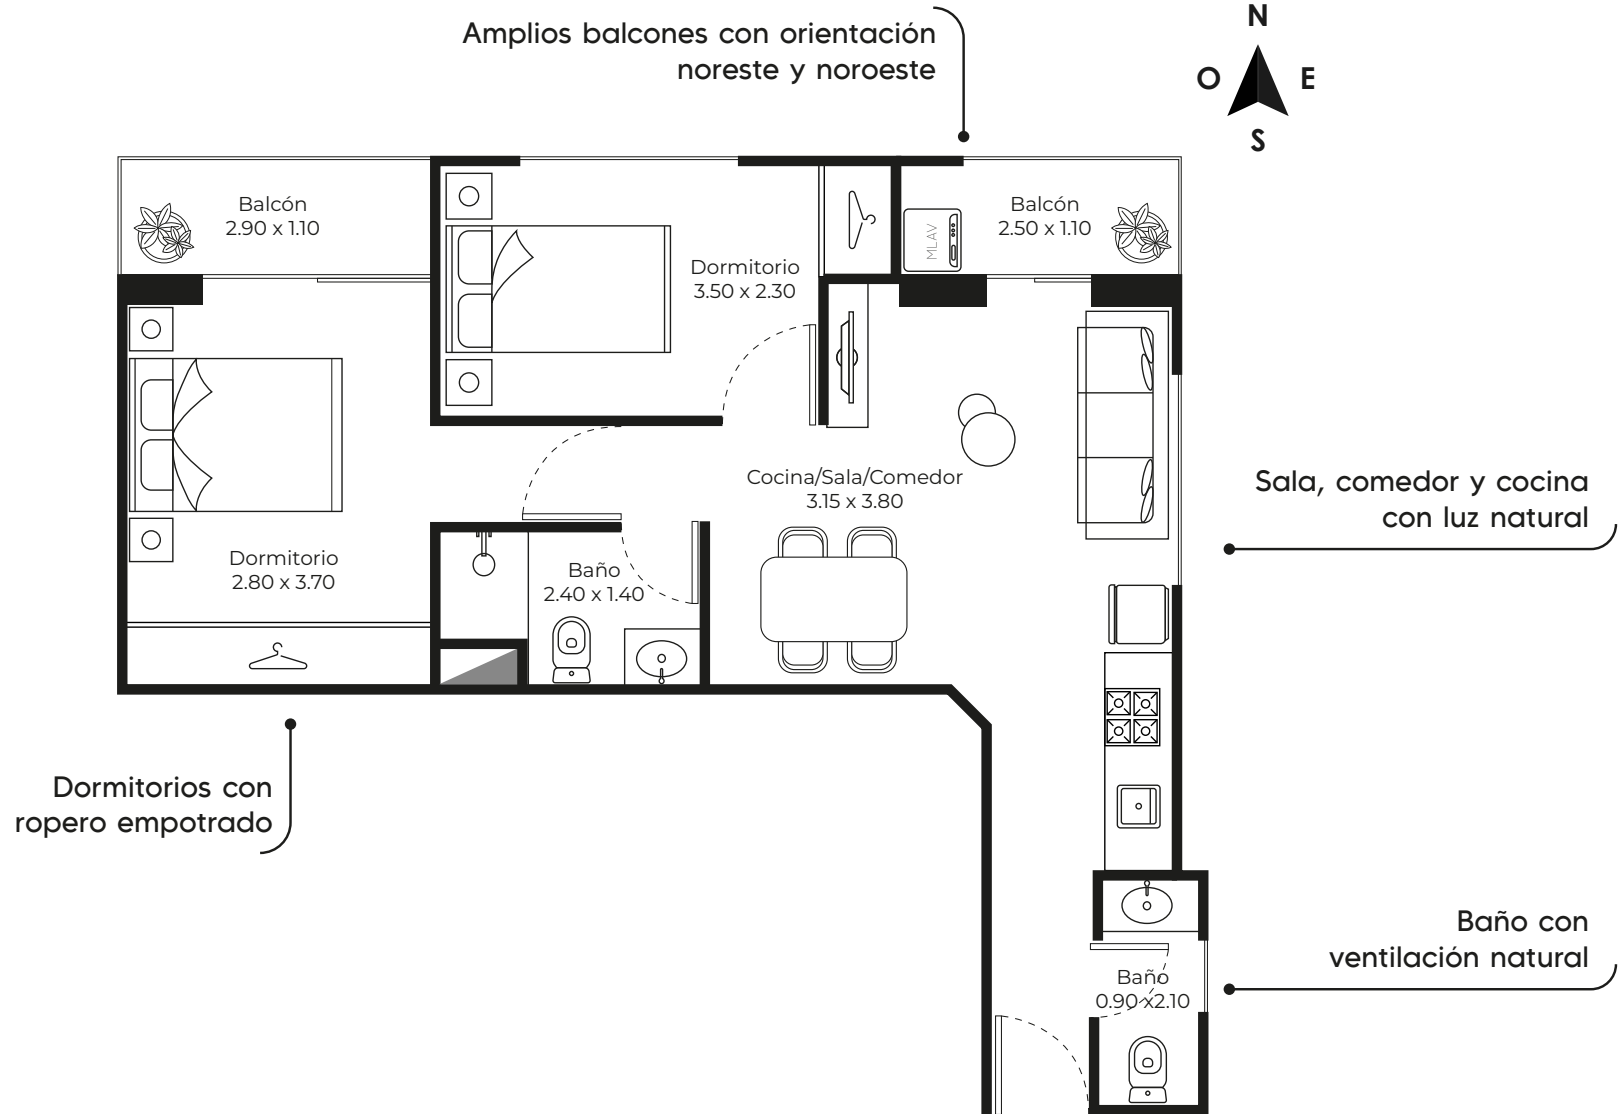 Amplios balcones con orientación
noreste y noroeste
N
O
E
S
Balcón
2.90 x 1.10
Dormitorio
3.50 x 2.30
MLAV
Balcón
2.50 x 1.10
Cocina/Sala/Comedor
3.15 x 3.80
Sala, comedor y cocina
con luz natural
Dormitorio
2.80 x 3.70
Baño
2.40 x 1.40
Dormitorios con
ropero empotrado
Baño con
ventilación natural
Baño
0.90 x2.10